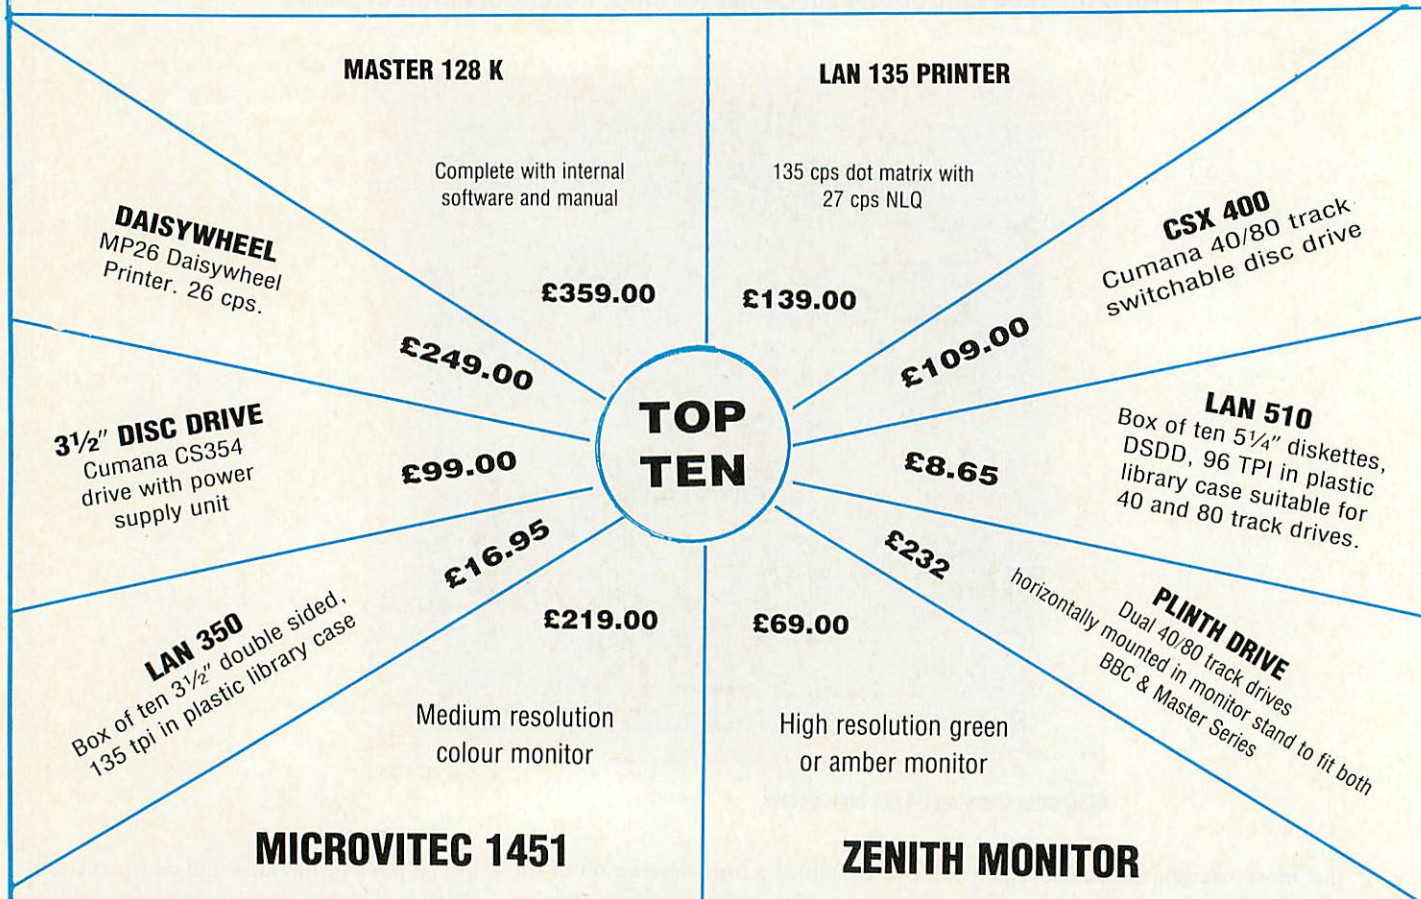 MASTER 128 K
Complete with internal
software and manual
£359.00
LAN 135 PRINTER
135 cps dot matrix with
27 cps NLQ
£139.00
CSX 400
Cumana 40/80 track
switchable disc drive
£109.00
LAN 510
Box of ten 5¼" diskettes,
DSDD, 96 TPI in plastic
library case suitable for
40 and 80 track drives.
£8.65
PLINTH DRIVE
Dual 40/80 track drives
horizontally mounted in monitor stand to fit both
BBC & Master Series
£232
£69.00
High resolution green
or amber monitor
ZENITH MONITOR
£219.00
Medium resolution
colour monitor
MICROVITEC 1451
LAN 350
Box of ten 3½" double sided,
135 tpi in plastic library case
£16.95
3½" DISC DRIVE
Cumana CS354
drive with power
supply unit
£99.00
DAISYWHEEL
MP26 Daisywheel
Printer. 26 cps.
£249.00
TOP
TEN